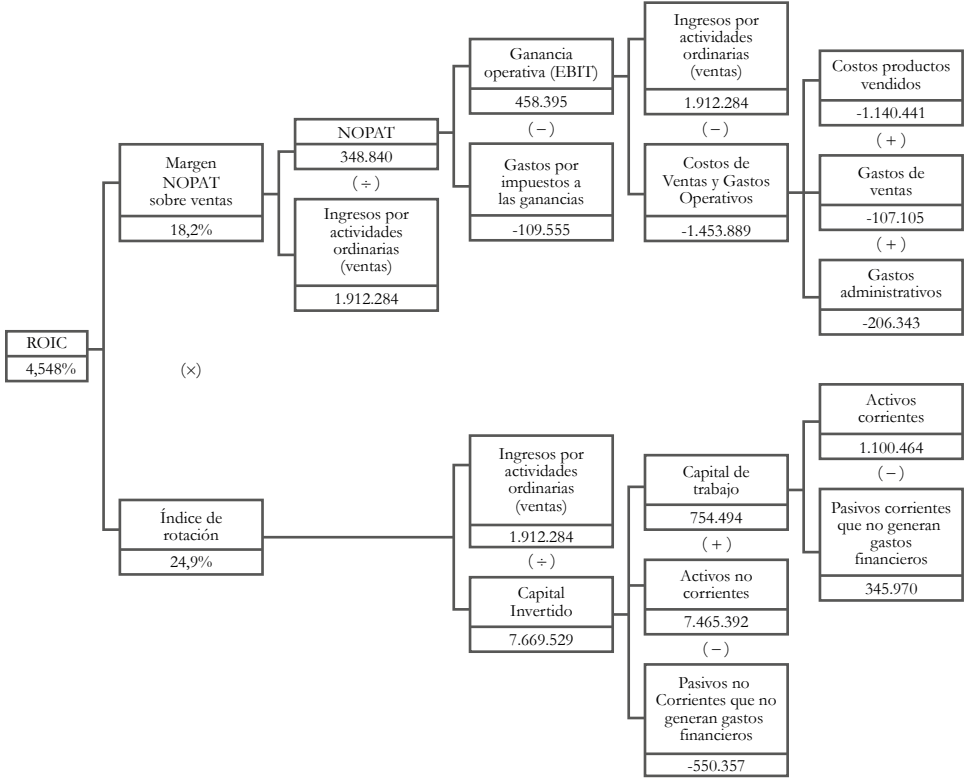 ROIC
4,548%
(×)
Margen
NOPAT
sobre ventas
18,2%
NOPAT
348.840
(÷)
Ingresos por
actividades
ordinarias
(ventas)
1.912.284
Ganancia
operativa (EBIT)
458.395
(−)
Gastos por
impuestos a
las ganancias
-109.555
Ingresos por
actividades
ordinarias
(ventas)
1.912.284
(−)
Costos de
Ventas y Gastos
Operativos
-1.453.889
Costos productos
vendidos
-1.140.441
(+)
Gastos de
ventas
-107.105
(+)
Gastos
administrativos
-206.343
Índice de
rotación
24,9%
Ingresos por
actividades
ordinarias
(ventas)
1.912.284
(÷)
Capital
Invertido
7.669.529
Capital de
trabajo
754.494
(+)
Activos no
corrientes
7.465.392
(−)
Pasivos no
Corrientes que no
generan gastos
financieros
-550.357
Activos
corrientes
1.100.464
(−)
Pasivos corrientes
que no generan
gastos
financieros
345.970